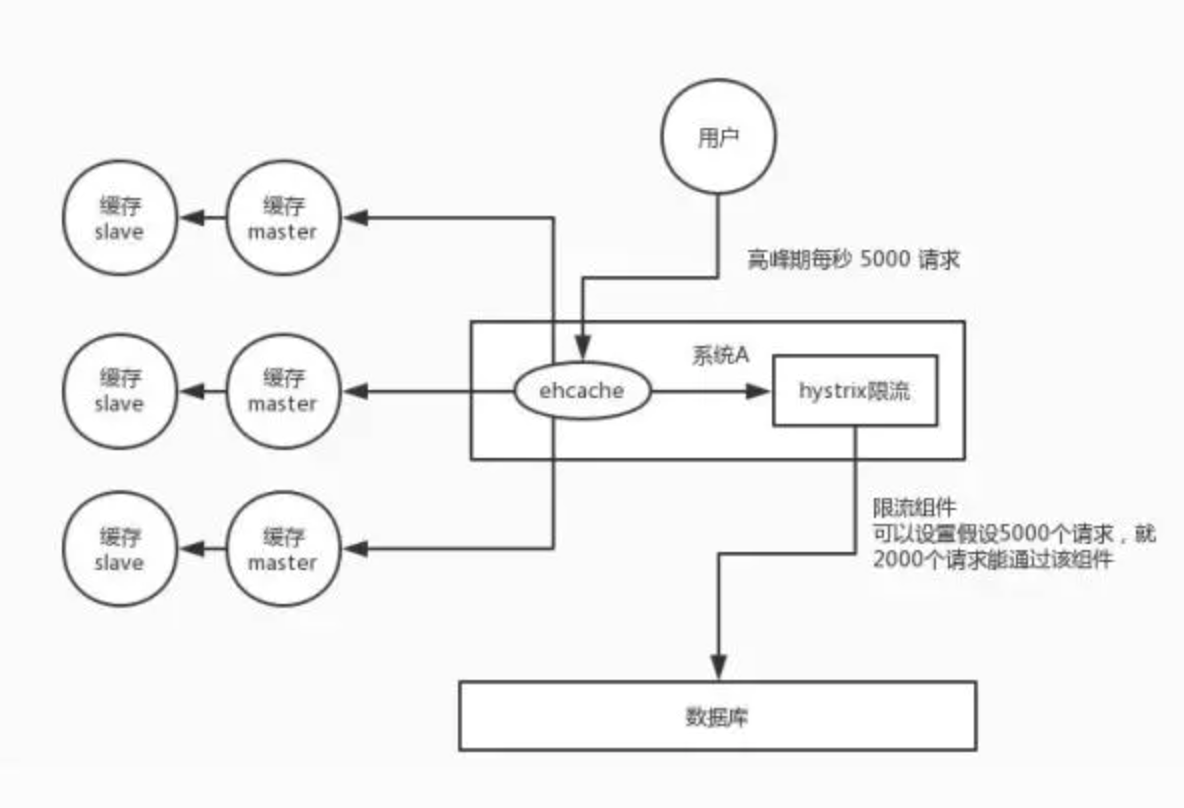 用户
高峰期每秒 5000 请求
缓存
slave
缓存
master
系统A
缓存
slave
缓存
master
ehcache
hystrix限流
缓存
slave
缓存
master
限流组件
可以设置假设5000个请求，就
2000个请求能通过该组件
数据库